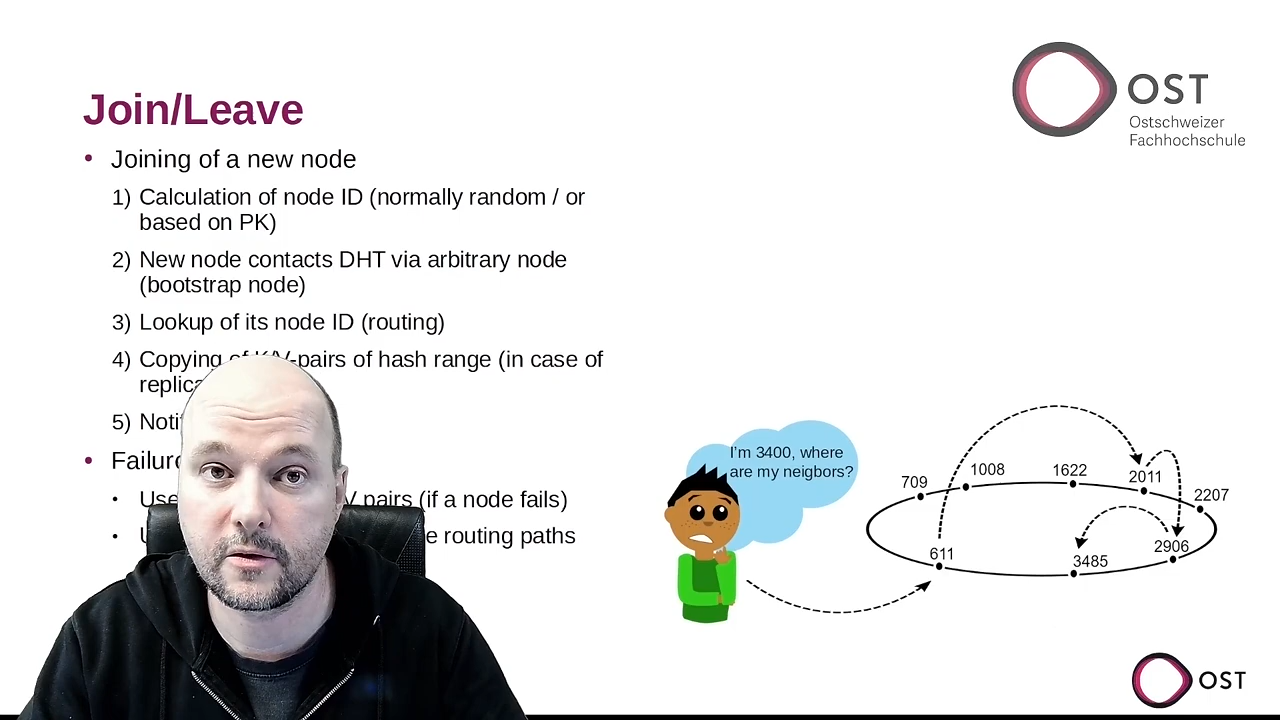 OST
Ostschweizer
Fachhochschule
Join/Leave
• Joining of a new node
1) Calculation of node ID (normally random / or
based on PK)
2) New node contacts DHT via arbitrary node
(bootstrap node)
3) Lookup of its node ID (routing)
4) Copying of K/V-pairs of hash range (in case of
5)
•
• pairs (if a node fails)
• routing paths
I'm 3400, where
are my neigbors?
709
1008
1622
2011
2207
611
3485
2906
OST